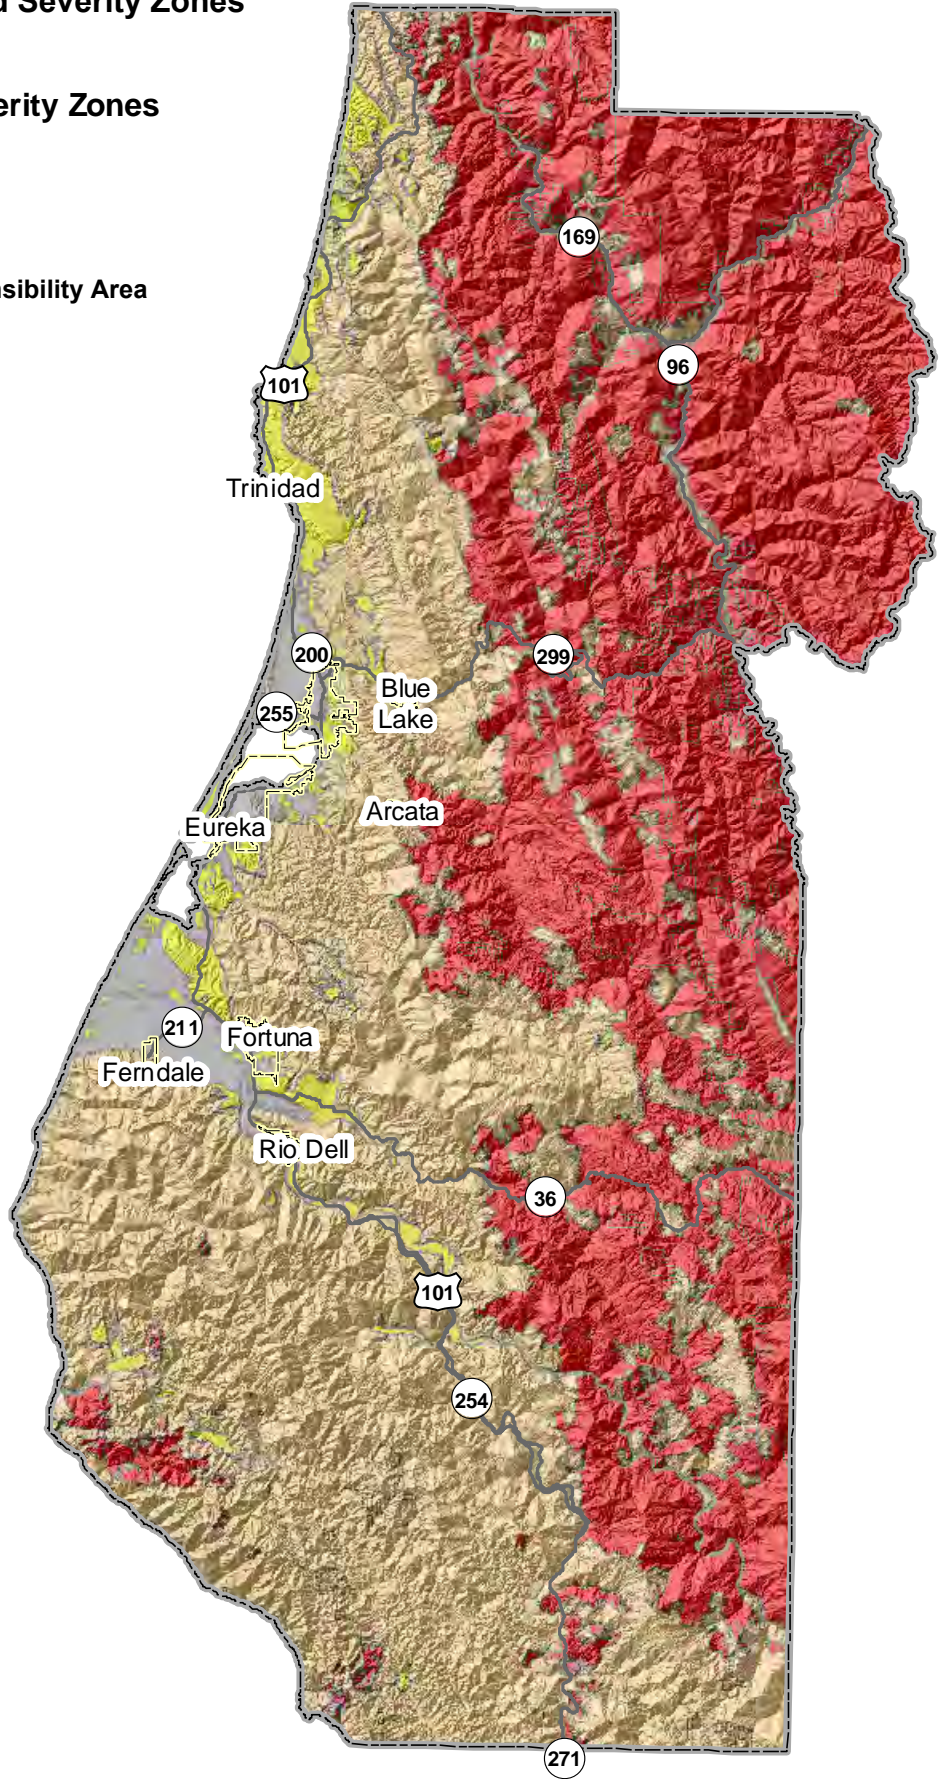 Severity Zones
erity Zones
sibility Area
169
96
101
Trinidad
200
299
Blue
Lake
255
Arcata
Eureka
211
Fortuna
Ferndale
Rio Dell
36
101
254
271